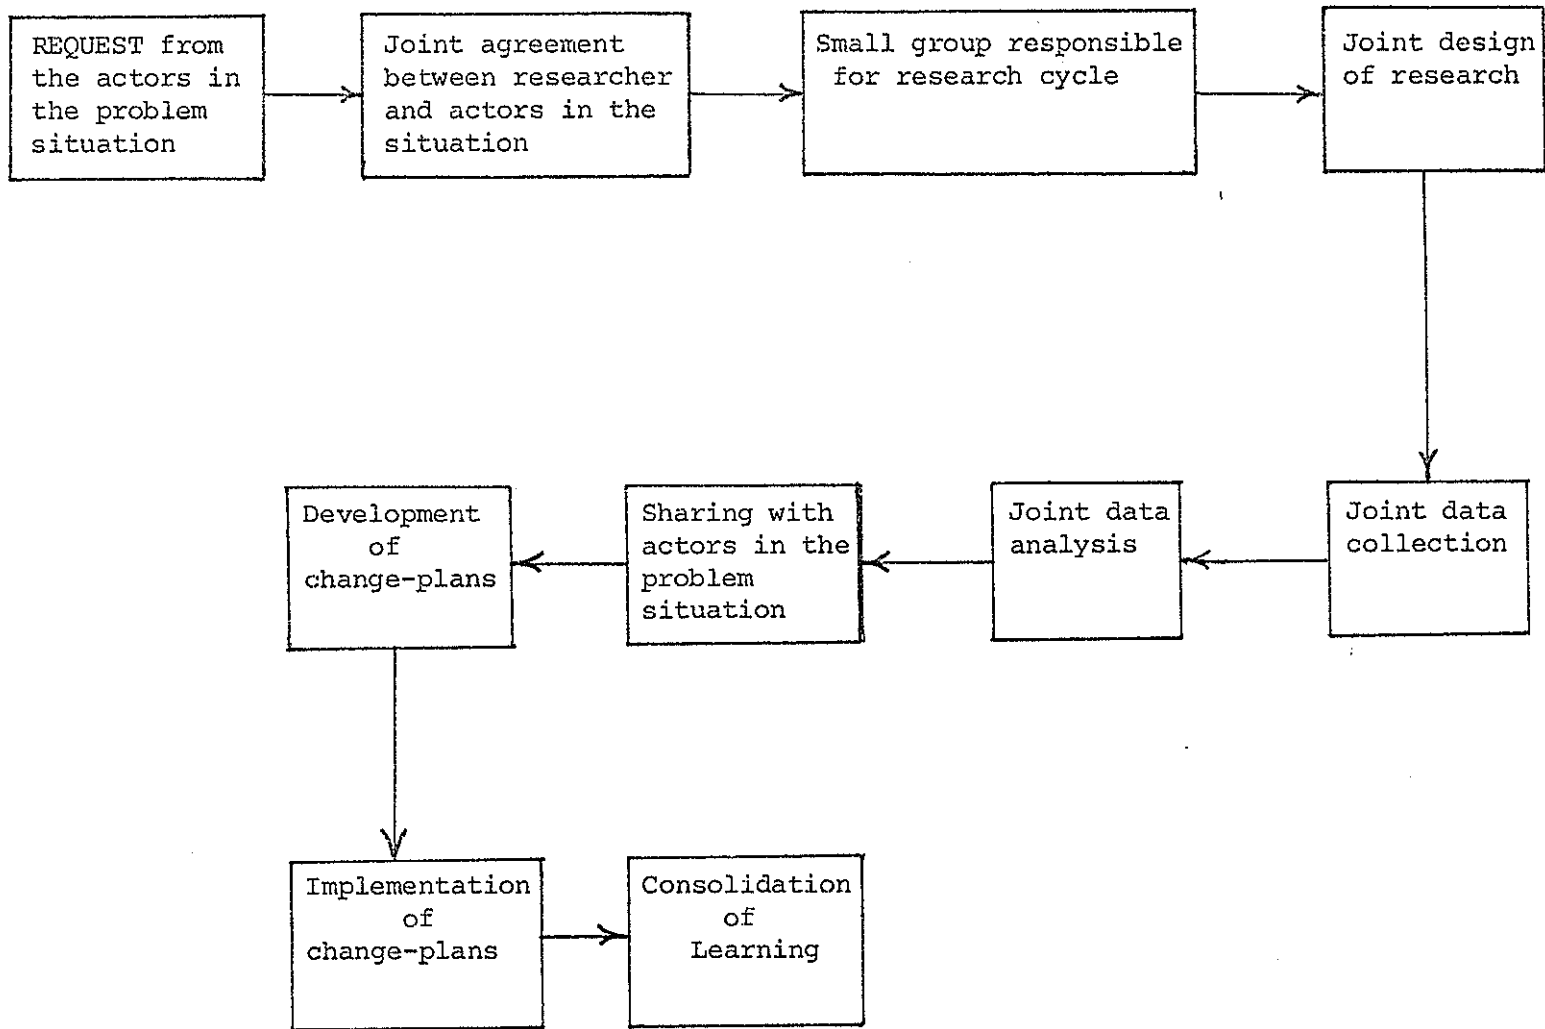 REQUEST from
the actors in
the problem
situation
Joint agreement
between researcher
and actors in the
situation
Small group responsible
for research cycle
Joint design
of research
Joint data
collection
Joint data
analysis
Sharing with
actors in the
problem
situation
Development
of
change-plans
Implementation
of
change-plans
Consolidation
of
Learning